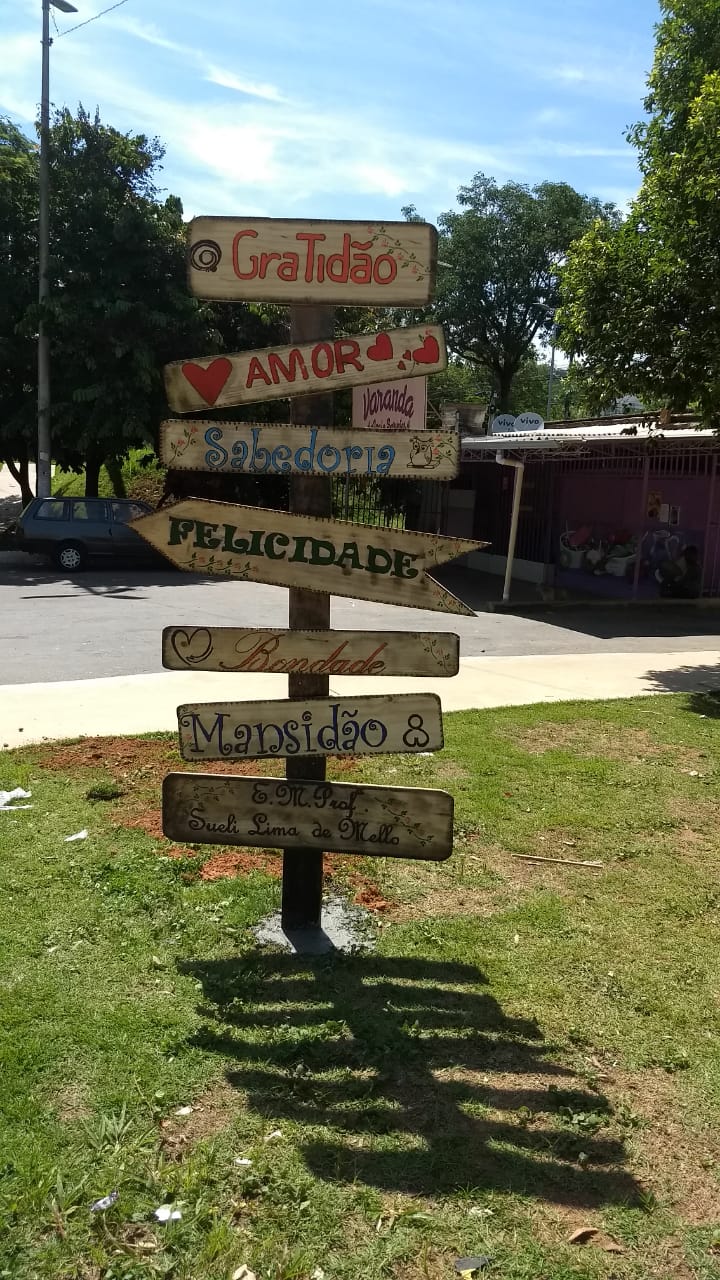 GraTidão
AMOR
Varanda
Sabedoria
vivo vivo
FELICIDADE
Bondade
Mansidão
E.M.Prof
Sueli Lima de Mello